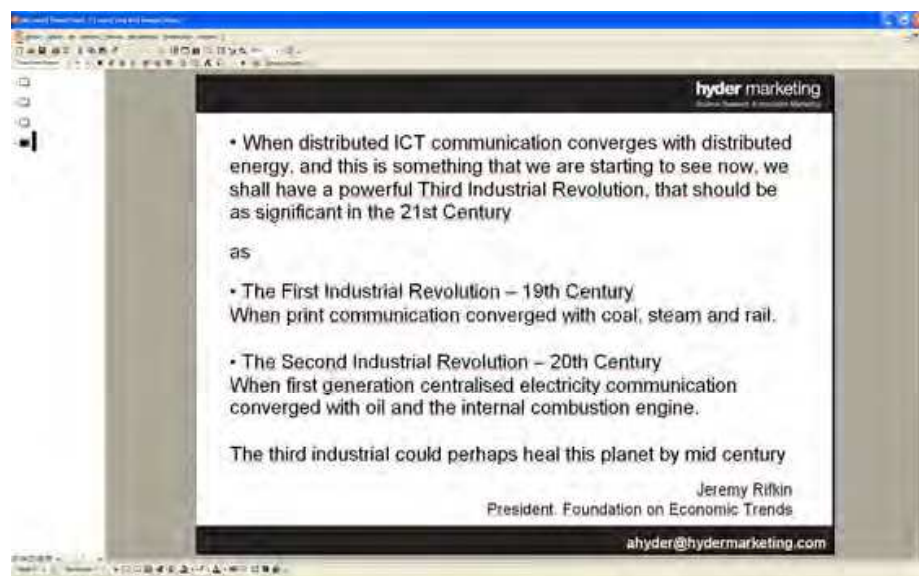 hyder marketing
• When distributed ICT communication converges with distributed
energy, and this is something that we are starting to see now, we
shall have a powerful Third Industrial Revolution, that should be
as significant in the 21st Century
as
• The First Industrial Revolution – 19th Century
When print communication converged with coal, steam and rail.
• The Second Industrial Revolution – 20th Century
When first generation centralised electricity communication
converged with oil and the internal combustion engine.
The third industrial could perhaps heal this planet by mid century
Jeremy Rifkin
President. Foundation on Economic Trends
ahyder@hydermarketing.com